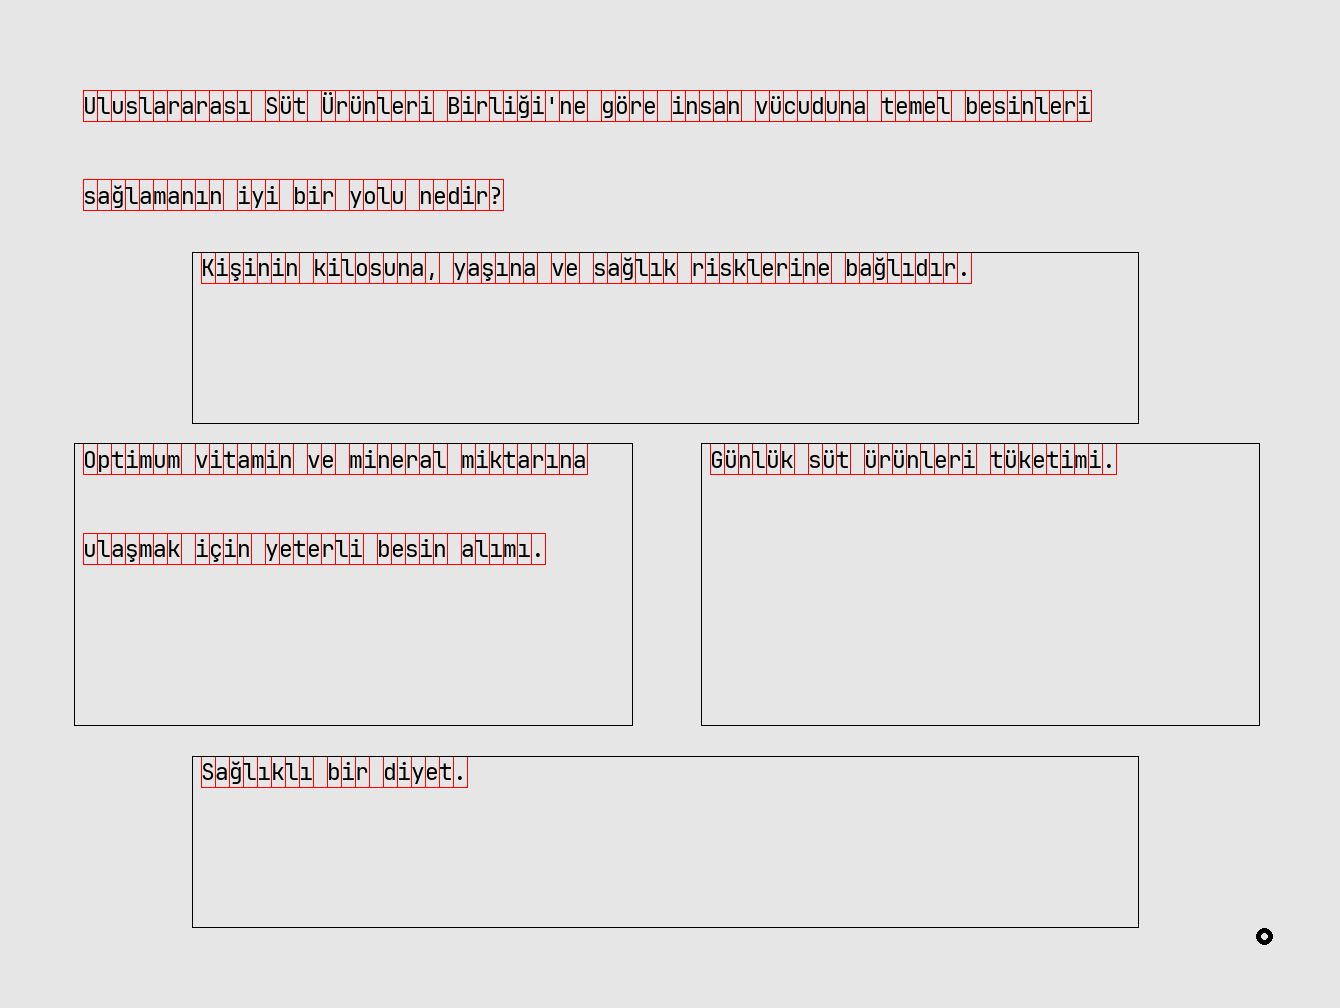 Uluslararası Süt Ürünleri Birliği'ne göre insan vücuduna temel besinleri
sağlamanın iyi bir yolu nedir?
Kişinin kilosuna, yaşına ve sağlık risklerine bağlıdır.
Optimum vitamin ve mineral miktarına
ulaşmak için yeterli besin alımı.
Günlük süt ürünleri tüketimi.
Sağlıklı bir diyet.